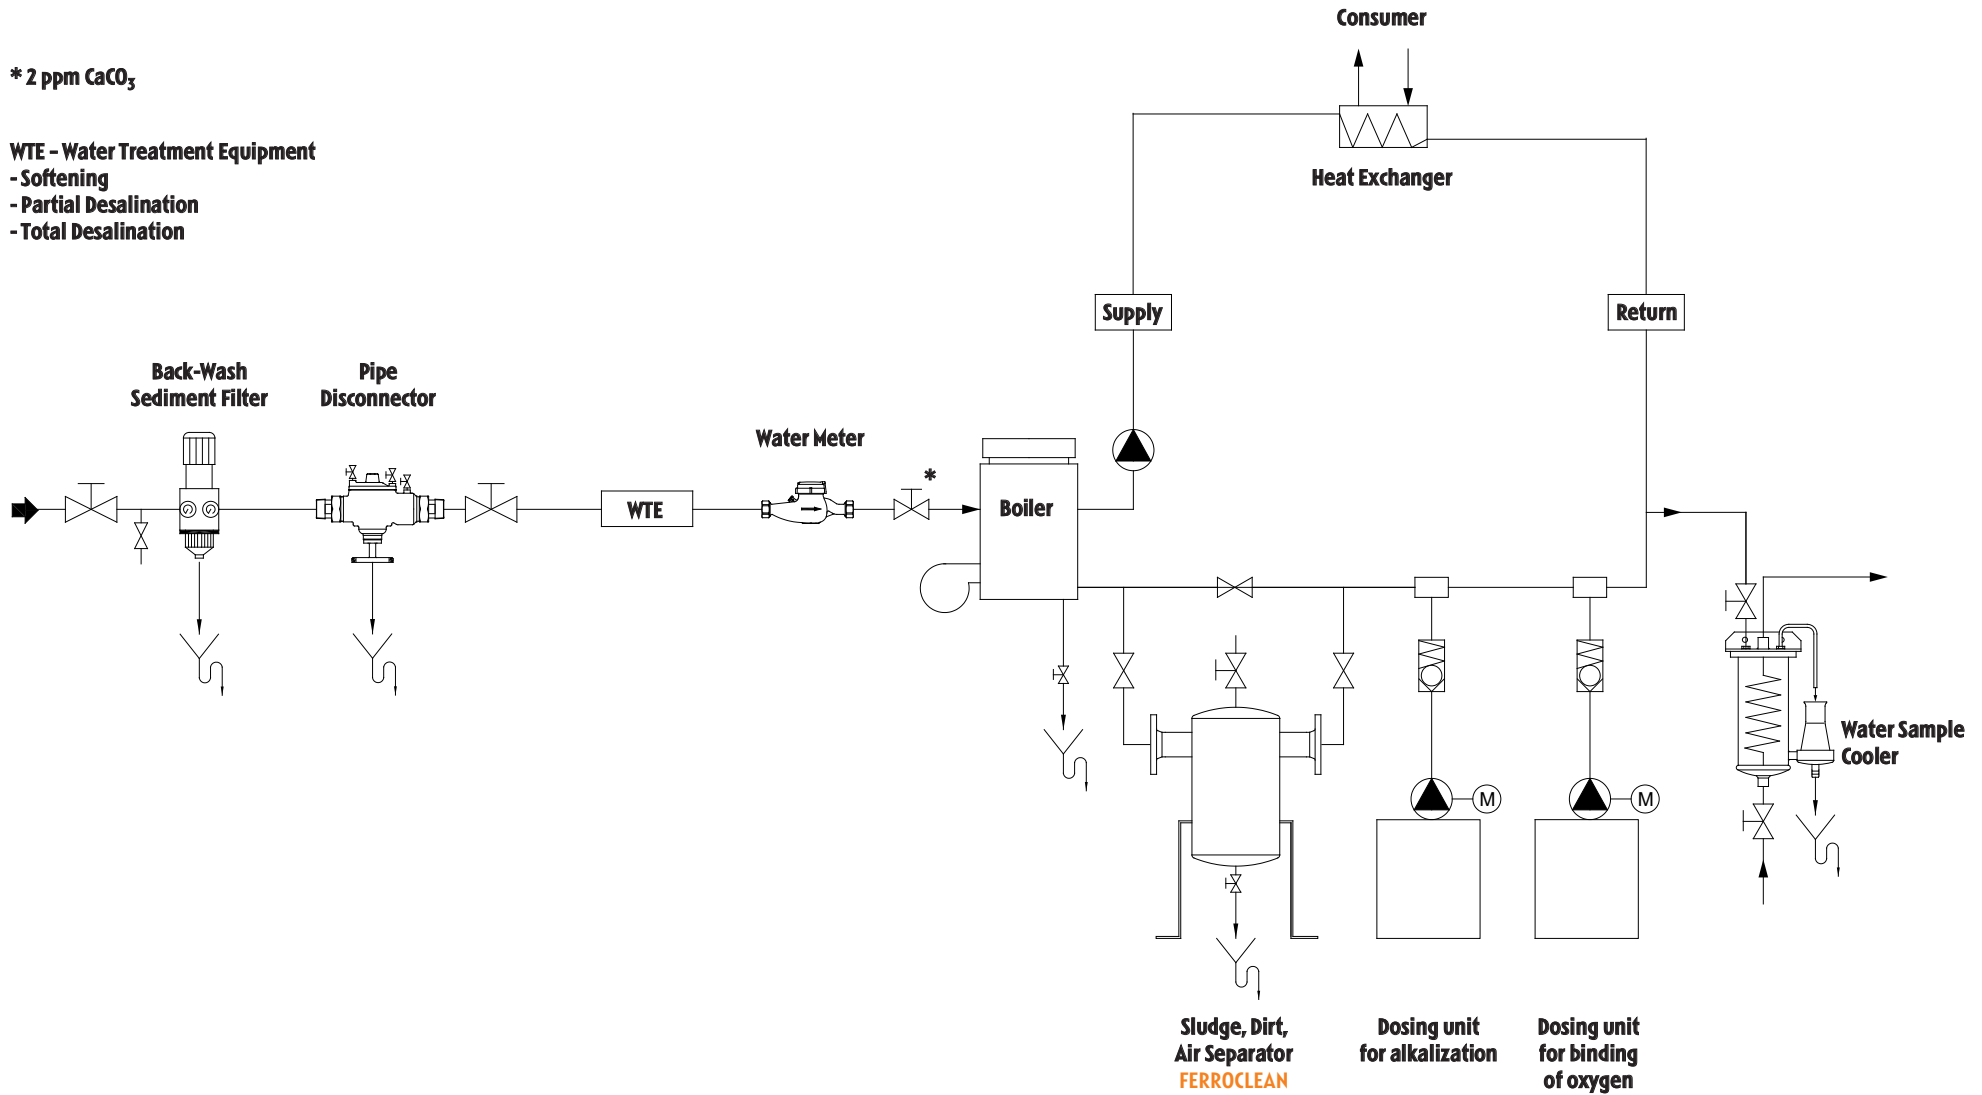 Consumer
* 2 ppm CaCO₃
WTE – Water Treatment Equipment
- Softening
- Partial Desalination
- Total Desalination
Heat Exchanger
Supply
Return
Back-Wash
Sediment Filter
Pipe
Disconnector
Water Meter
*
WTE
Boiler
Water Sample
Cooler
M
M
Sludge, Dirt,
Air Separator
FERROCLEAN
Dosing unit
for alkalization
Dosing unit
for binding
of oxygen